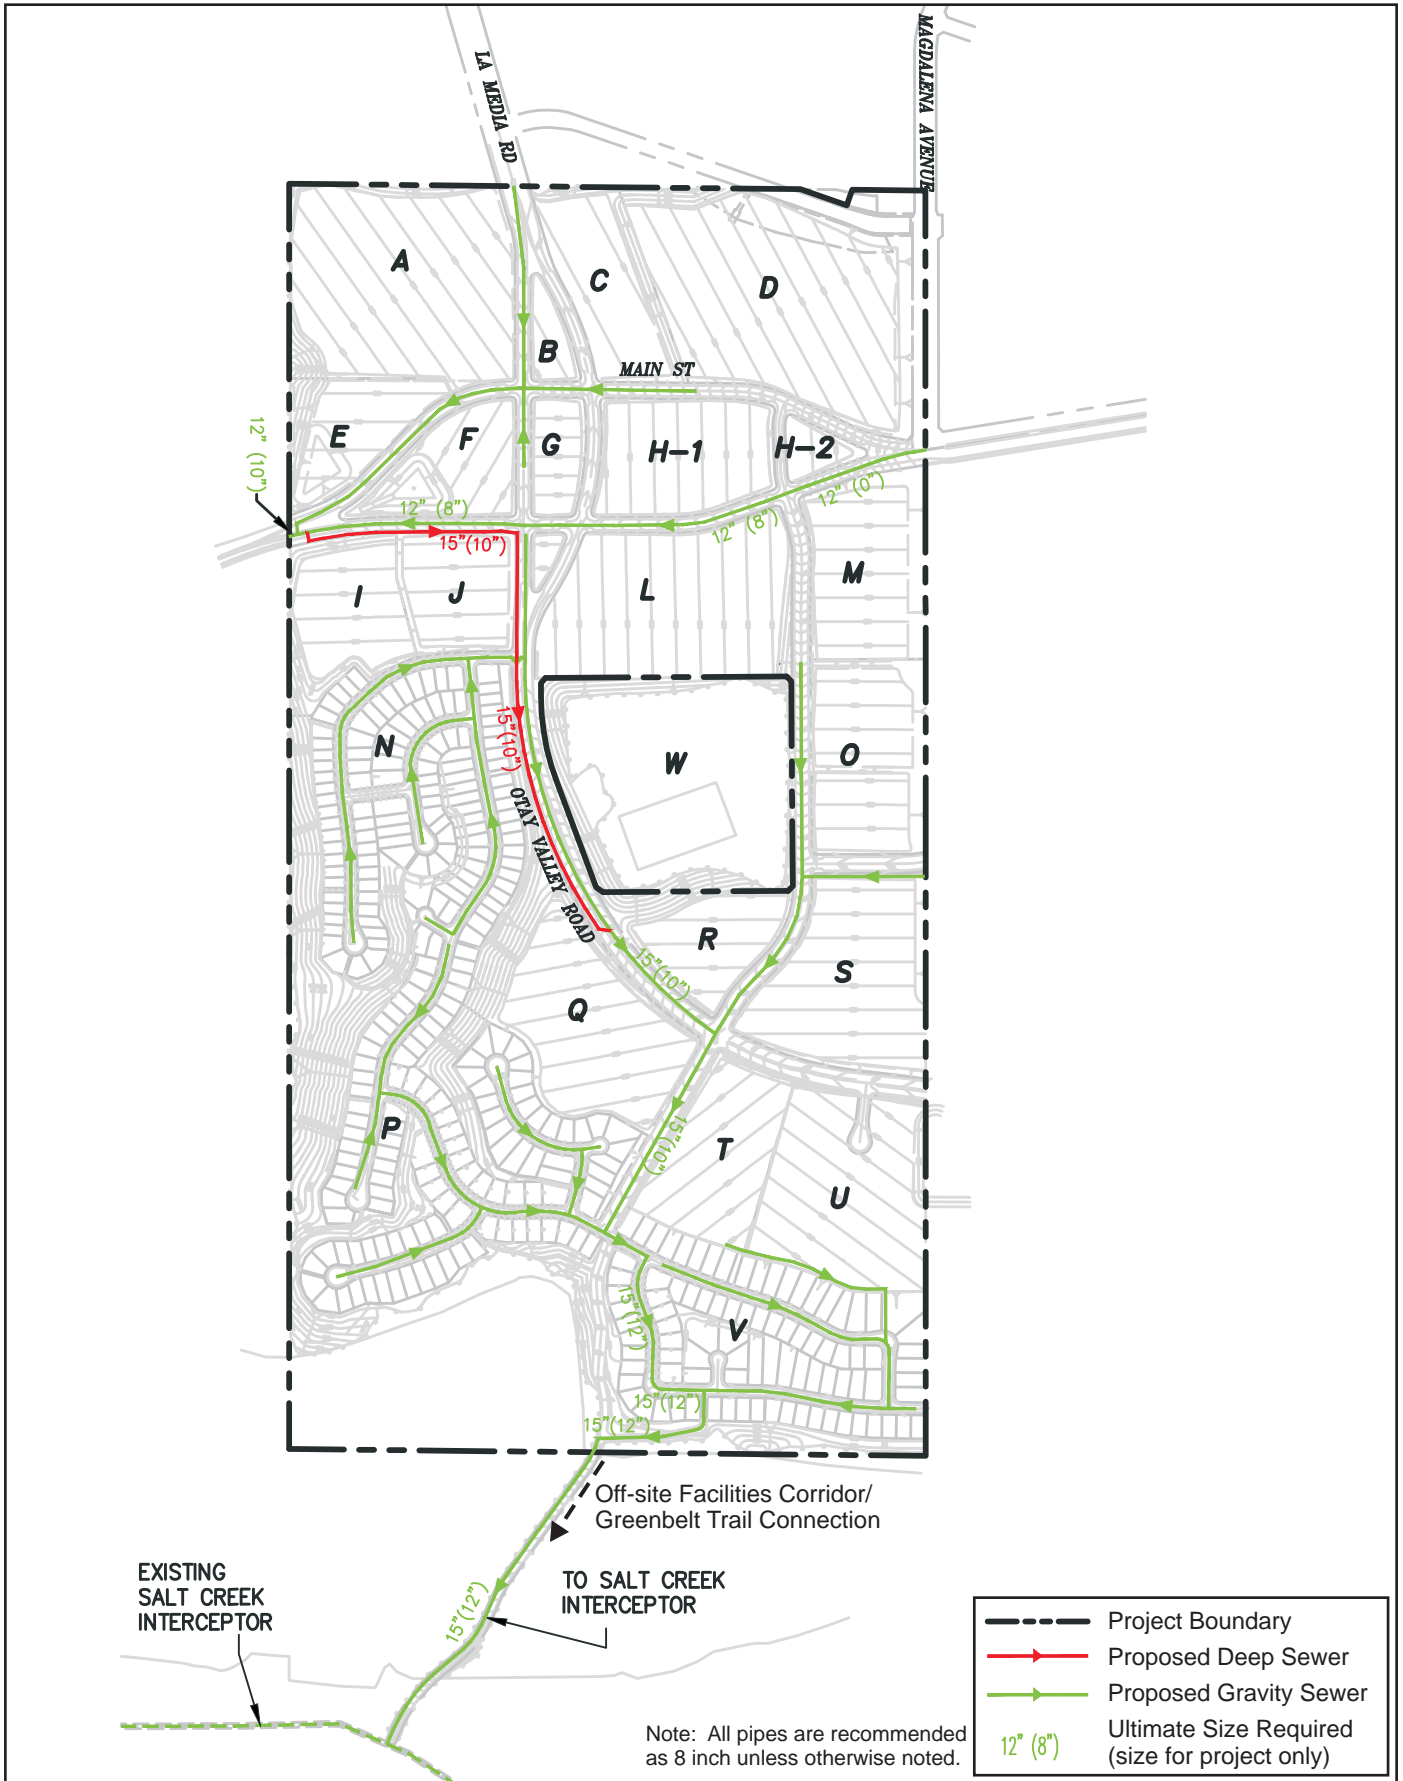 LA MEDIA RD
MAGDALENA AVENUE
A
C
D
B
MAIN ST
E
F
G
H-1
H-2
12" (10")
12" (8")
12" (8")
12" (0")
15"(10")
I
J
L
M
N
15"(10")
W
O
OTAY VALLEY ROAD
R
15"(10")
S
Q
P
15"(10")
T
U
15"(12")
V
15"(12")
15"(12")
Off-site Facilities Corridor/
Greenbelt Trail Connection
EXISTING
SALT CREEK
INTERCEPTOR
TO SALT CREEK
INTERCEPTOR
15"(12")
Note: All pipes are recommended
as 8 inch unless otherwise noted.
Project Boundary
Proposed Deep Sewer
Proposed Gravity Sewer
12" (8")
Ultimate Size Required
(size for project only)